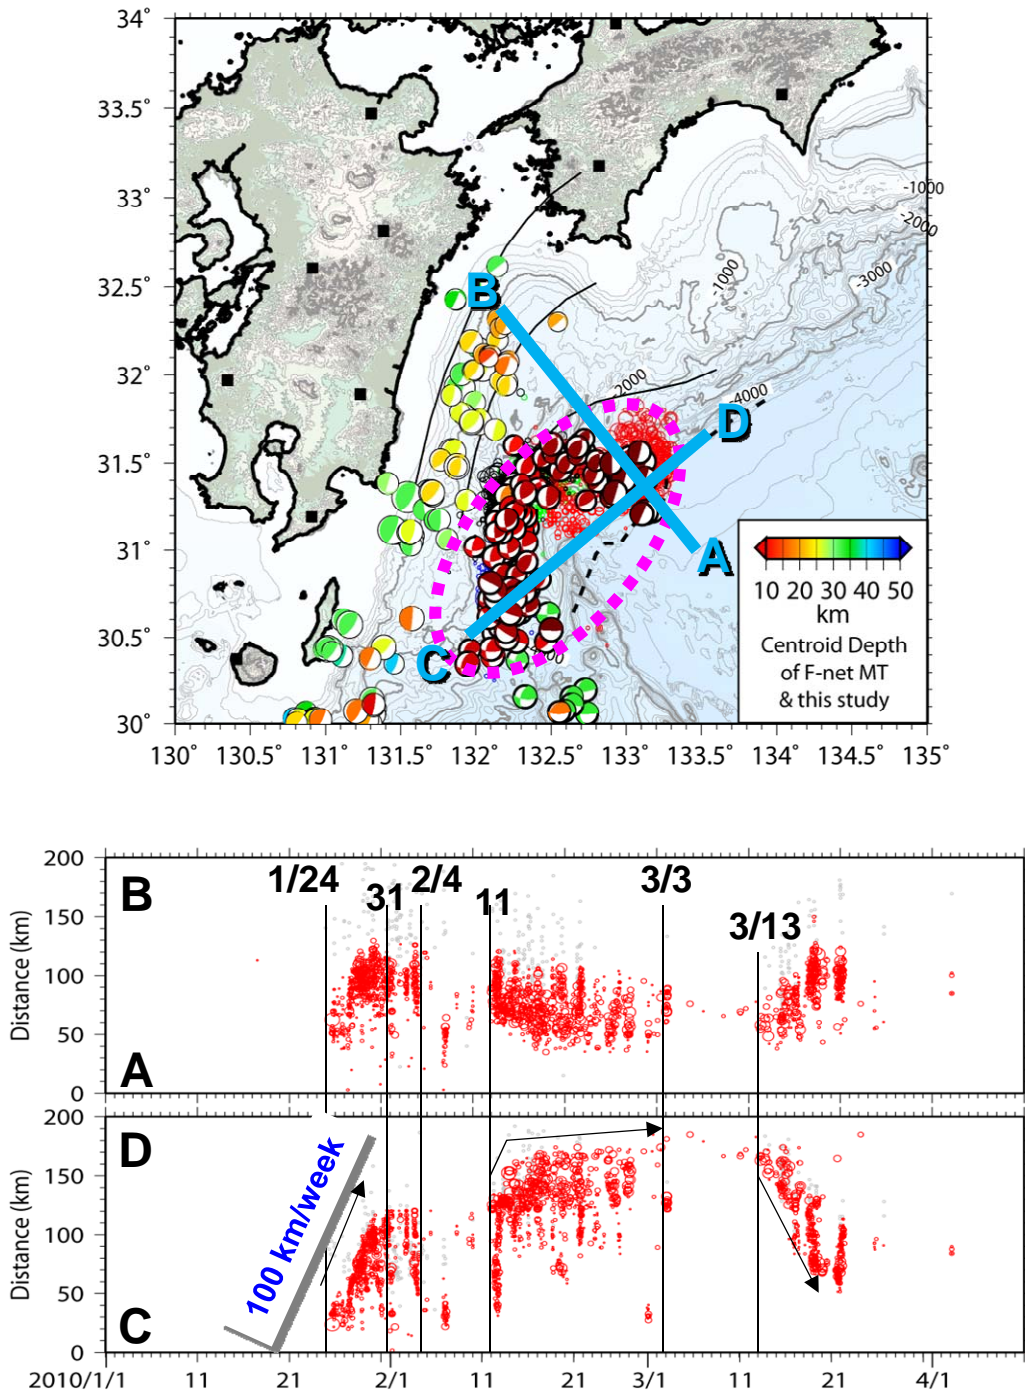 34°
33.5°
33°
32.5°
32°
31.5°
31°
30.5°
30°
-1000
-2000
-3000
-1000
B
-2000
-4000
D
A
C
10 20 30 40 50
km
Centroid Depth
of F-net MT
& this study
130 130.5 131 131.5 132 132.5 133 133.5 134 134.5 135
200
150
100
50
0
Distance (km)
B
A
1/24
31
2/4
11
3/3
3/13
200
150
100
50
0
Distance (km)
D
C
100 km/week
2010/1/1 11 21 2/1 11 21 3/1 11 21 4/1